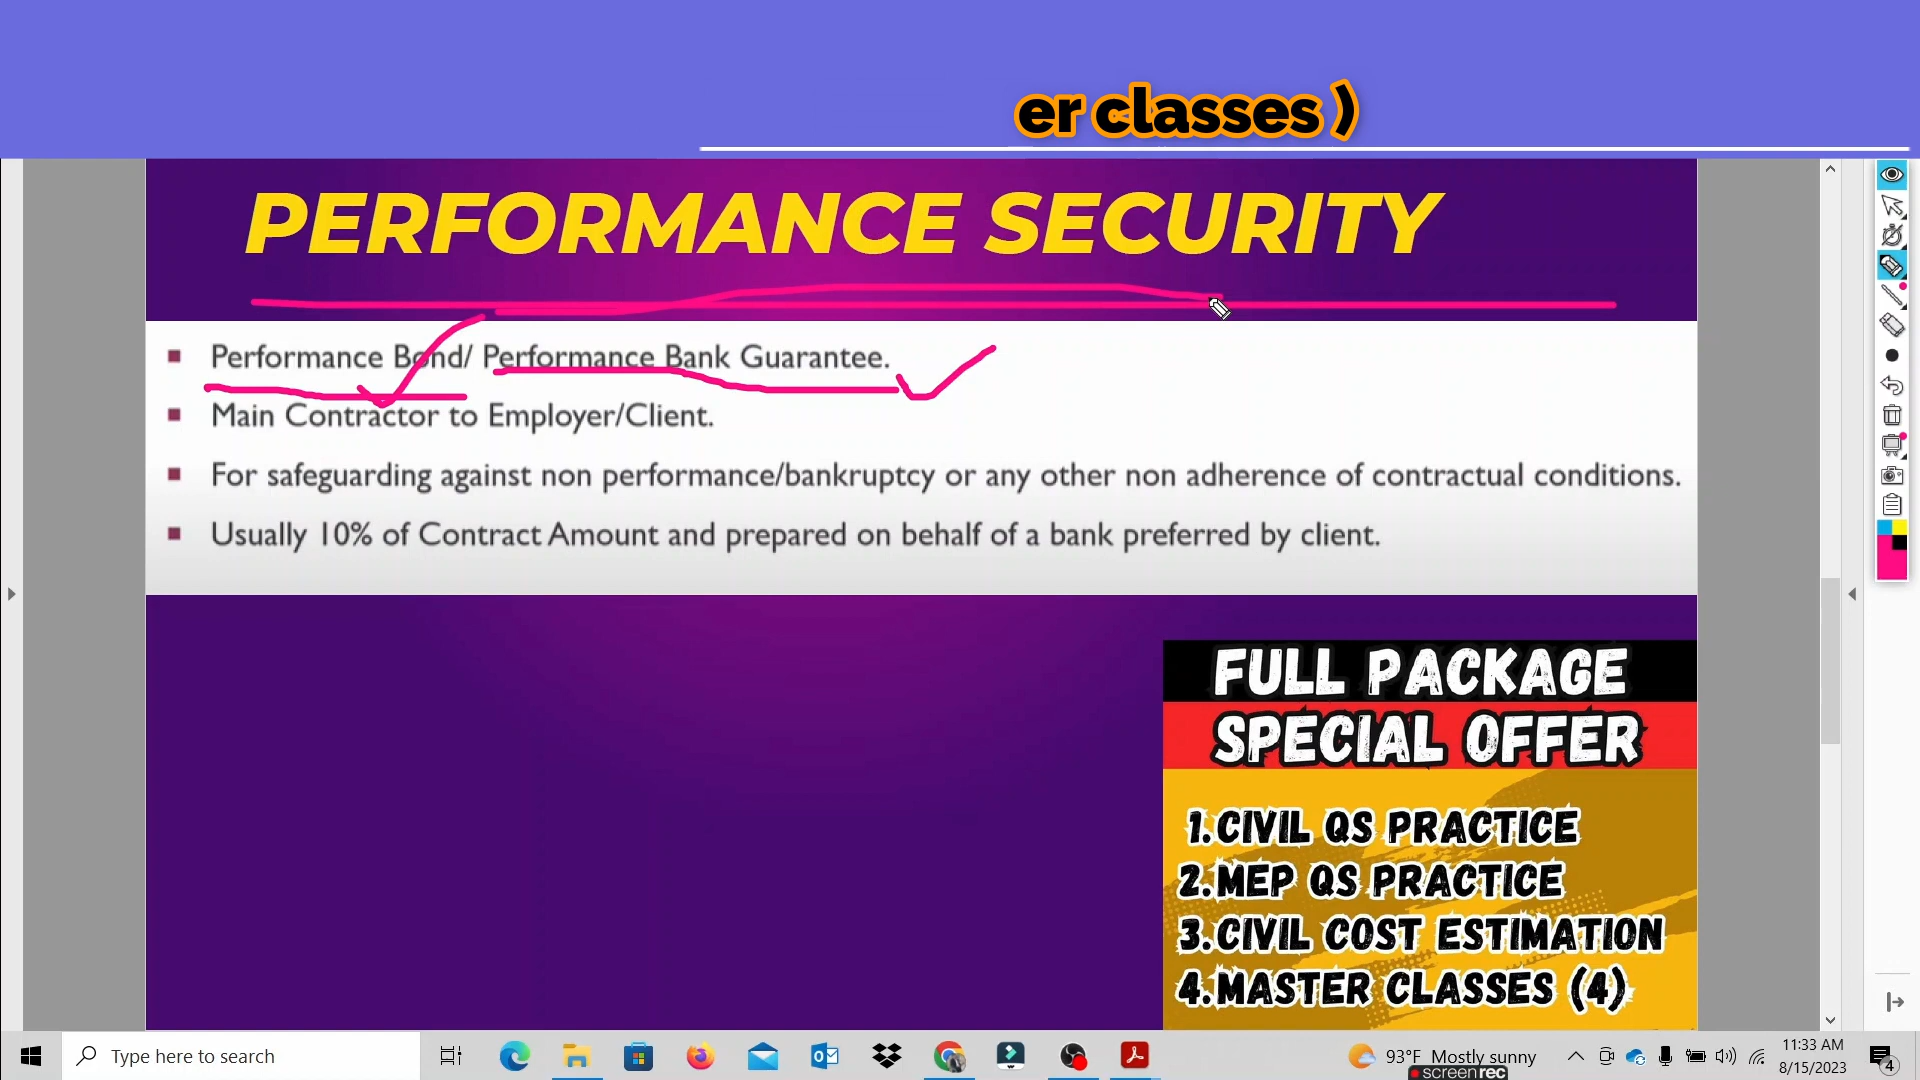 er classes )
PERFORMANCE SECURITY
Performance Bond/ Performance Bank Guarantee.
Main Contractor to Employer/Client.
For safeguarding against non performance/bankruptcy or any other non adherence of contractual conditions.
Usually 10% of Contract Amount and prepared on behalf of a bank preferred by client.
FULL PACKAGE
SPECIAL OFFER
1.CIVIL QS PRACTICE
2.MEP QS PRACTICE
3.CIVIL COST ESTIMATION
4.MASTER CLASSES (4)
Type here to search
93°F Mostly sunny
11:33 AM
8/15/2023
4
screenrec